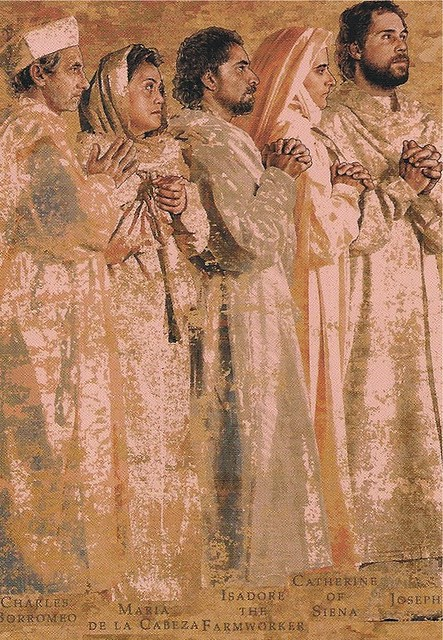 CHARLES
BORROMEO
MARIA
DE LA CABEZA
ISADORE
THE
FARMWORKER
CATHERINE
OF
SIENA
JOSEPH